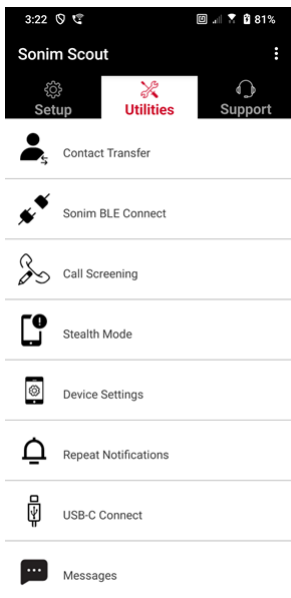 3:22 81%
Sonim Scout
Setup Utilities Support
Contact Transfer
Sonim BLE Connect
Call Screening
Stealth Mode
Device Settings
Repeat Notifications
USB-C Connect
Messages